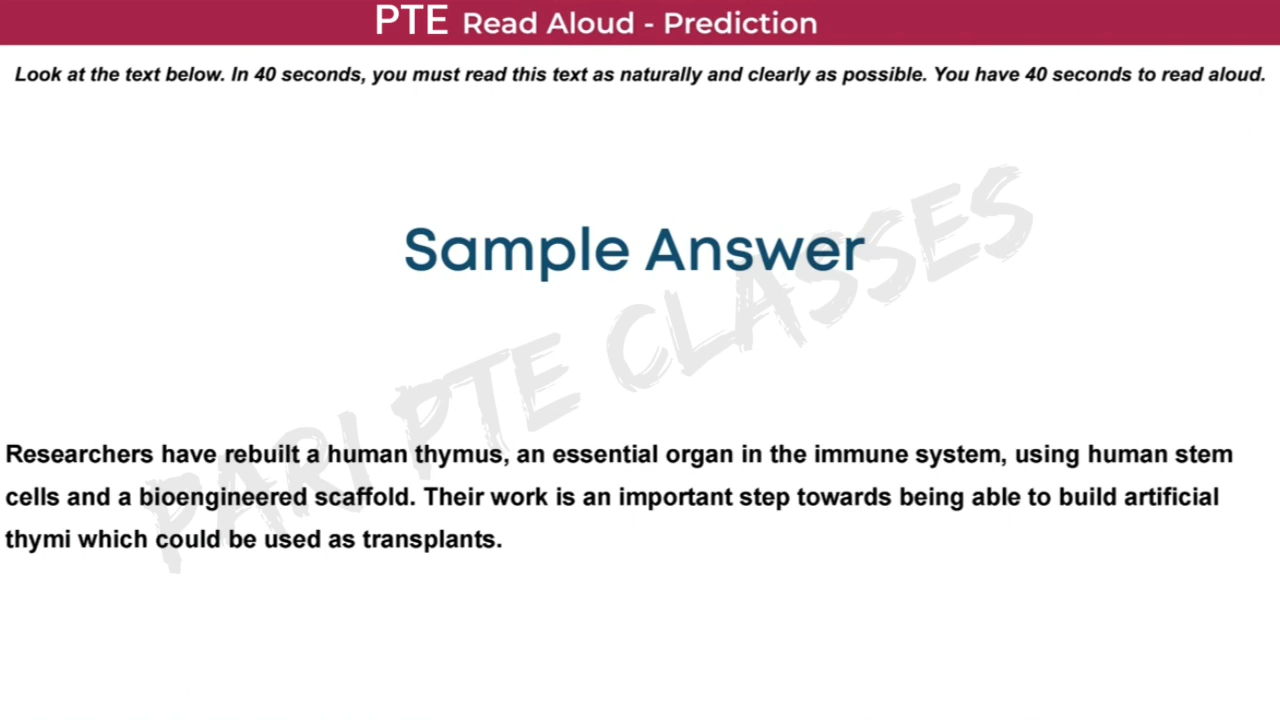 PTE Read Aloud - Prediction
Look at the text below. In 40 seconds, you must read this text as naturally and clearly as possible. You have 40 seconds to read aloud.
Sample Answer
PARI PTE CLASSES
Researchers have rebuilt a human thymus, an essential organ in the immune system, using human stem
cells and a bioengineered scaffold. Their work is an important step towards being able to build artificial
thymi which could be used as transplants.